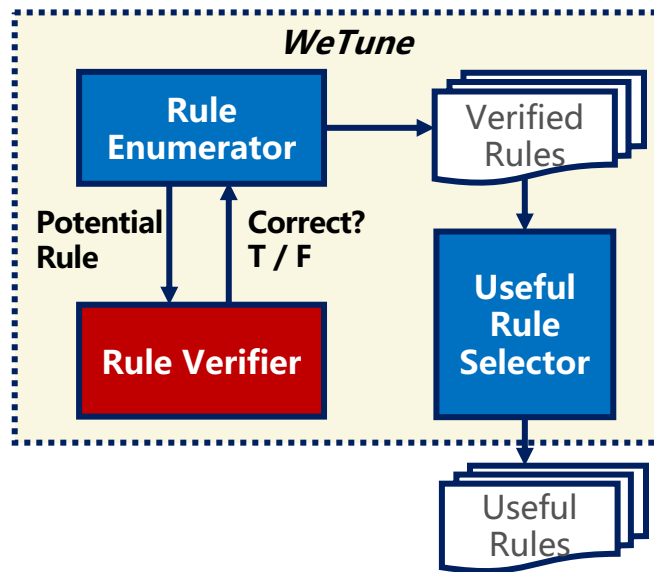 WeTune
Rule
Enumerator
Verified
Rules
Potential
Rule
Correct?
T / F
Rule Verifier
Useful
Rule
Selector
Useful
Rules